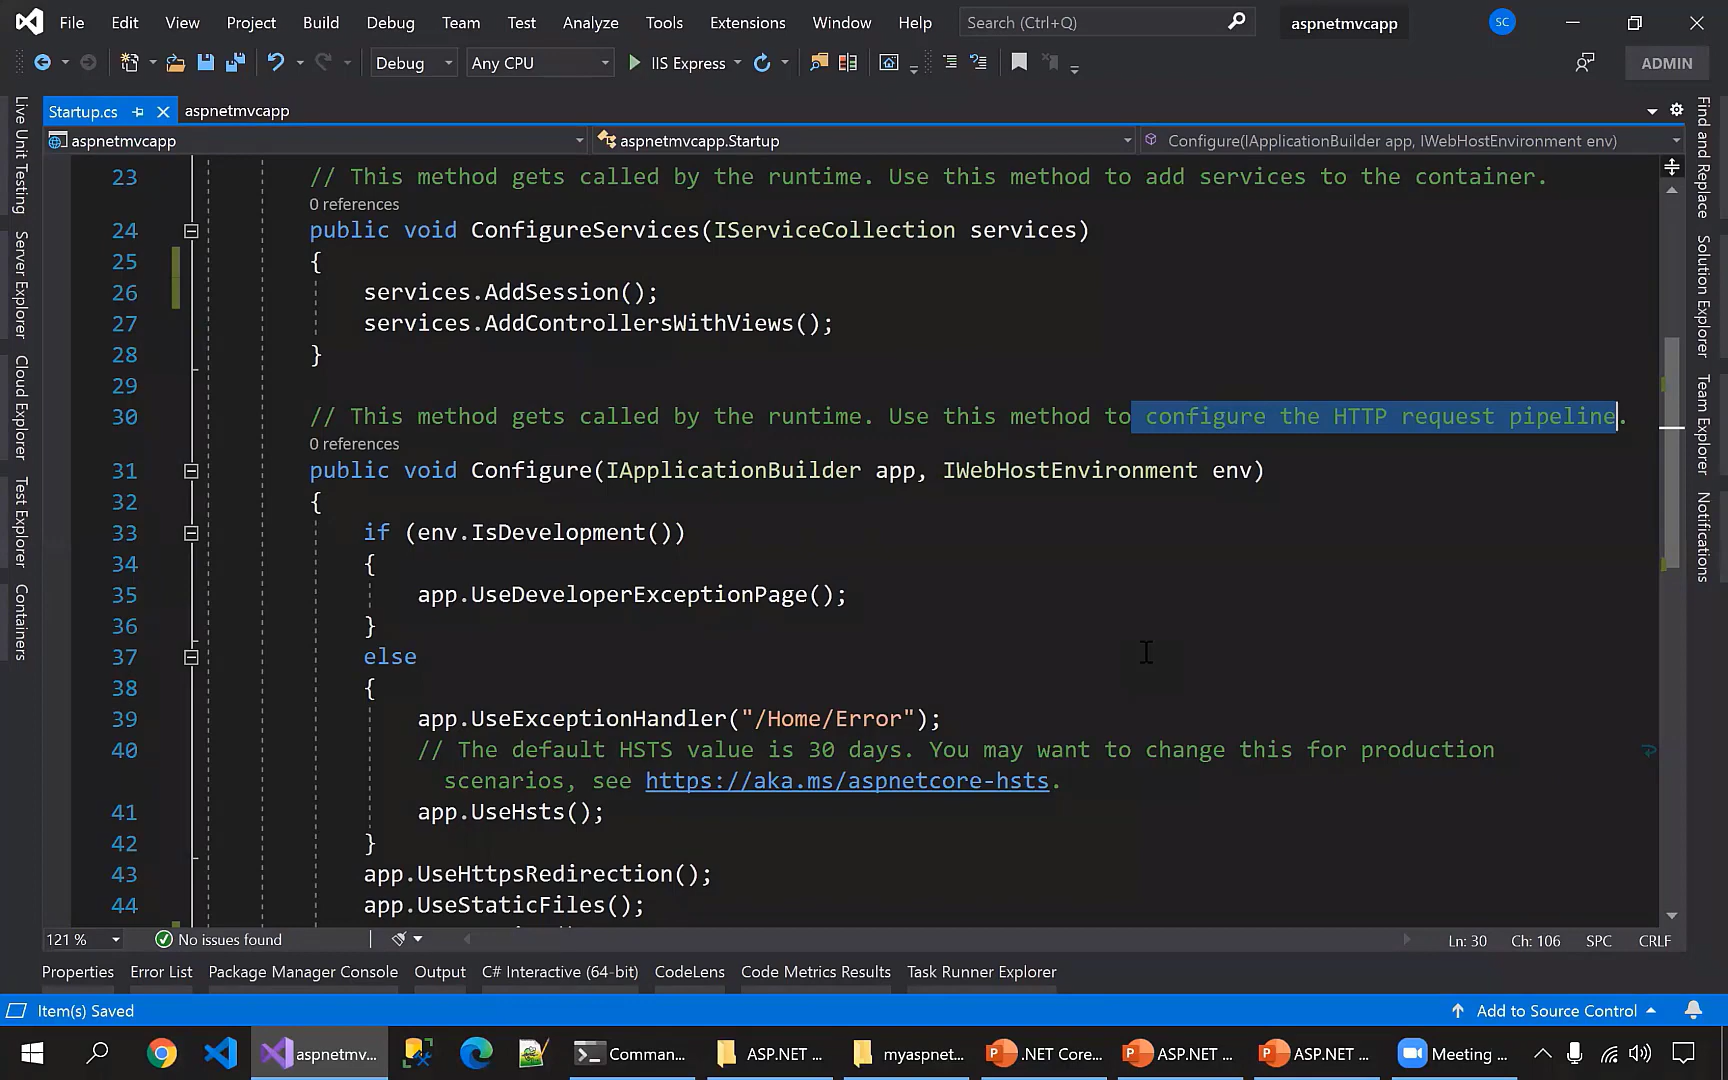 File Edit View Project Build Debug Team Test Analyze Tools Extensions Window Help Search (Ctrl+Q) aspnetmvcapp SC
Debug Any CPU IIS Express ADMIN
Startup.cs aspnetmvcapp
aspnetmvcapp aspnetmvcapp.Startup Configure(IApplicationBuilder app, IWebHostEnvironment env)
Live Unit Testing
Server Explorer
Cloud Explorer
Test Explorer
Containers
23 // This method gets called by the runtime. Use this method to add services to the container.
0 references
24 public void ConfigureServices(IServiceCollection services)
25 {
26 services.AddSession();
27 services.AddControllersWithViews();
28 }
29
30 // This method gets called by the runtime. Use this method to configure the HTTP request pipeline.
0 references
31 public void Configure(IApplicationBuilder app, IWebHostEnvironment env)
32 {
33 if (env.IsDevelopment())
34 {
35 app.UseDeveloperExceptionPage();
36 }
37 else
38 {
39 app.UseExceptionHandler("/Home/Error");
40 // The default HSTS value is 30 days. You may want to change this for production
scenarios, see https://aka.ms/aspnetcore-hsts.
41 app.UseHsts();
42 }
43 app.UseHttpsRedirection();
44 app.UseStaticFiles();
Find and Replace
Solution Explorer
Team Explorer
Notifications
121 % No issues found Ln: 30 Ch: 106 SPC CRLF
Properties Error List Package Manager Console Output C# Interactive (64-bit) CodeLens Code Metrics Results Task Runner Explorer
Item(s) Saved Add to Source Control
aspnetmv... Comman... ASP.NET ... myaspnet... .NET Core... ASP.NET ... ASP.NET ... Meeting ...